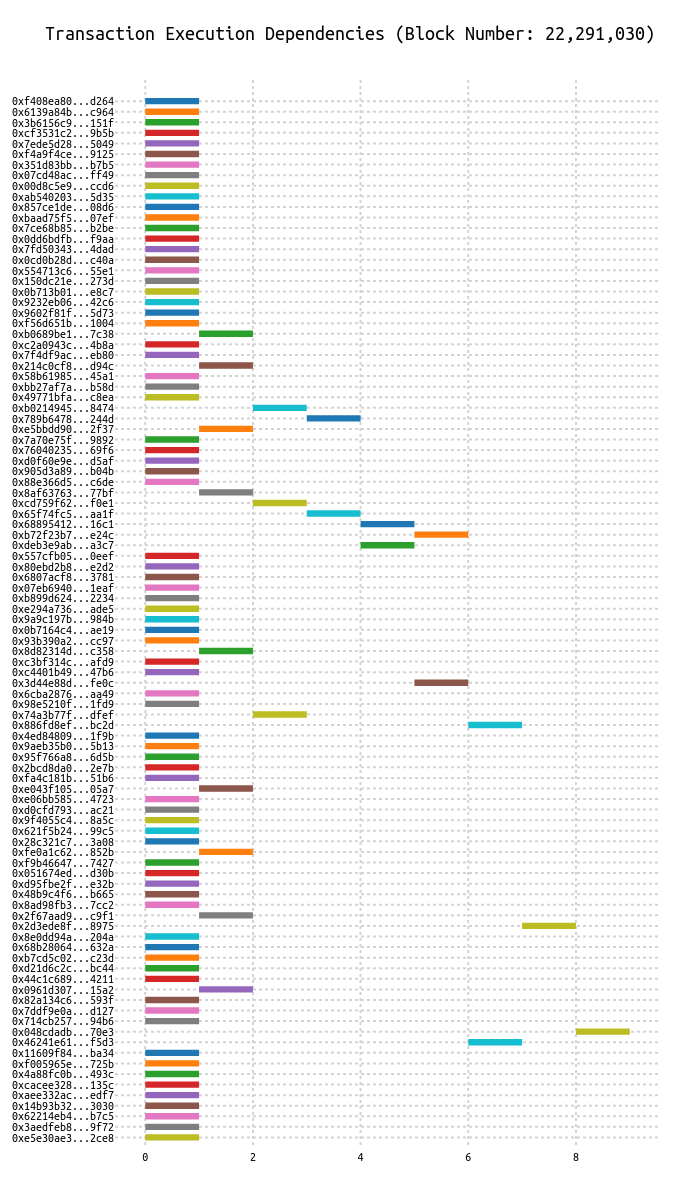 Transaction Execution Dependencies (Block Number: 22,291,030)
0xf408ea80...d264
0x6139a84b...c964
0x3b6156c9...151f
0xcf3531c2...9b5b
0x7ede5d28...5049
0xf4a9f4ce...9125
0x351d83bb...b7b5
0x07cd48ac...ff49
0x00d8c5e9...ccd6
0xab540203...5d35
0x857ce1de...08d6
0xbaad75f5...07ef
0x7ce68b85...b2be
0x0dd6bdfb...f9aa
0x7fd50343...4dad
0x0cd0b28d...c40a
0x554713c6...55e1
0x150dc21e...273d
0x0b713b01...e8c7
0x9232eb06...42c6
0x9602f81f...5d73
0xf56d651b...1004
0xb0689be1...7c38
0xc2a0943c...4b8a
0x7f4df9ac...eb80
0x214c0cf8...d94c
0x58b61985...45a1
0xbb27af7a...b58d
0x49771bfa...c8ea
0xb0214945...8474
0x789b6478...244d
0xe5bbdd90...2f37
0x7a70e75f...9892
0x76040235...69f6
0xd0f60e9e...d5af
0x905d3a89...b04b
0x88e366d5...c6de
0x8af63763...77bf
0xcd759f62...f0e1
0x65f74fc5...aa1f
0x68895412...16c1
0xb72f23b7...e24c
0xdeb3e9ab...a3c7
0x557cfb05...0eef
0x80ebd2b8...e2d2
0x6807acf8...3781
0x07eb6940...1eaf
0xb899d624...2234
0xe294a736...ade5
0x9a9c197b...984b
0x0b7164c4...ae19
0x93b390a2...cc97
0x8d82314d...c358
0xc3bf314c...afd9
0xc4401b49...47b6
0x3d44e88d...fe0c
0x6cba2876...aa49
0x98e5210f...1fd9
0x74a3b77f...dfef
0x886fd8ef...bc2d
0x4ed84809...1f9b
0x9aeb35b0...5b13
0x95f766a8...6d5b
0x2bcd8da0...2e7b
0xfa4c181b...51b6
0xe043f105...05a7
0xe06bb585...4723
0xd0cfd793...ac21
0x9f4055c4...8a5c
0x621f5b24...99c5
0x28c321c7...3a08
0xfe0a1c62...852b
0xf9b46647...7427
0x051674ed...d30b
0xd95fbe2f...e32b
0x48b9c4f6...b665
0x8ad98fb3...7cc2
0x2f67aad9...c9f1
0x2d3ede8f...8975
0x8e0dd94a...204a
0x68b28064...632a
0xb7cd5c02...c23d
0xd21d6c2c...bc44
0x44c1c689...4211
0x0961d307...15a2
0x82a134c6...593f
0x7ddf9e0a...d127
0x714cb257...94b6
0x048cdadb...70e3
0x46241e61...f5d3
0x11609f84...ba34
0xf005965e...725b
0x4a88fc0b...493c
0xcacee328...135c
0xaee332ac...edf7
0x14b93b32...3030
0x62214eb4...b7c5
0x3aedfeb8...9f72
0xe5e30ae3...2ce8
0 2 4 6 8